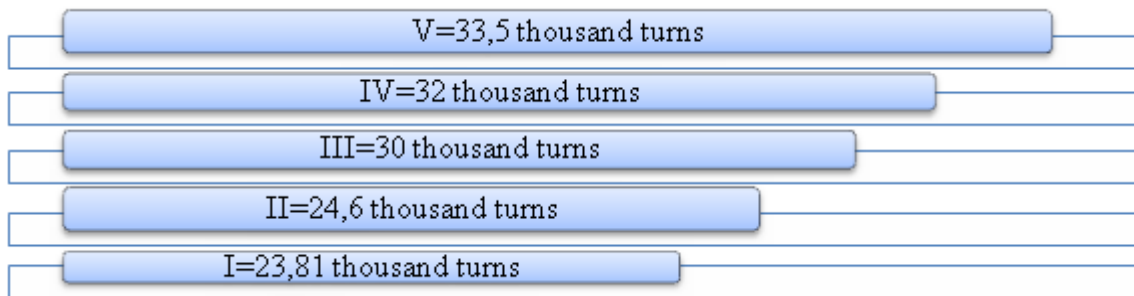 V=33,5 thousand turns
IV=32 thousand turns
III=30 thousand turns
II=24,6 thousand turns
I=23,81 thousand turns